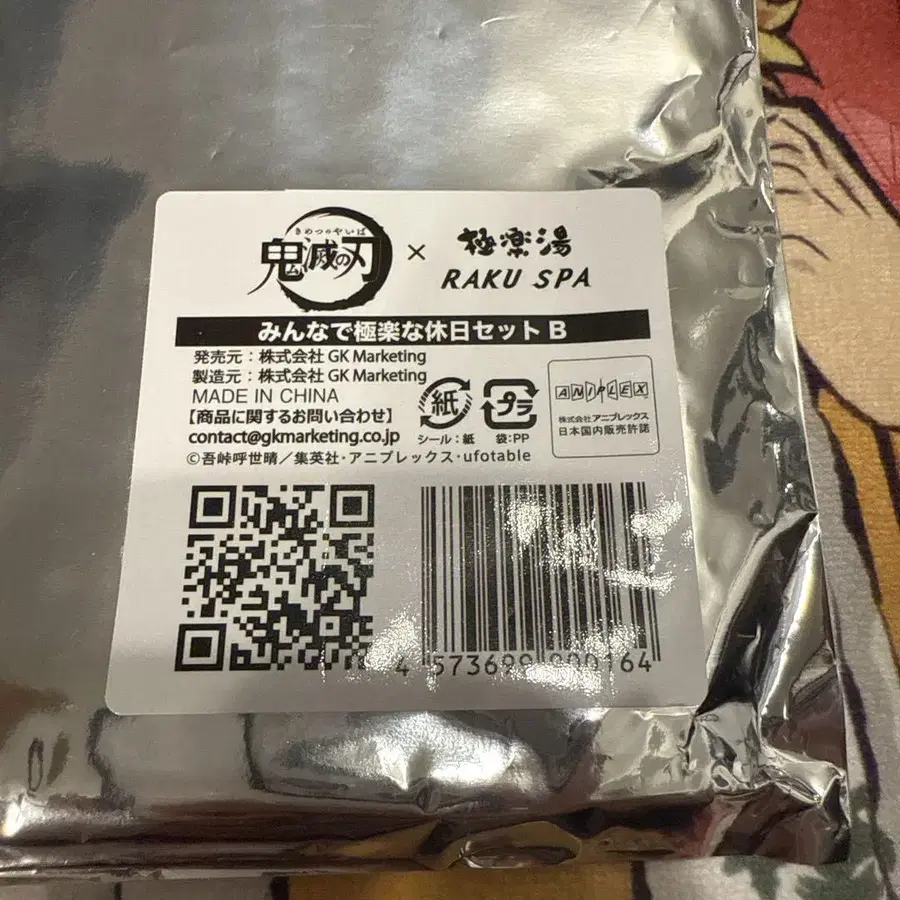 きめつのやいば
鬼滅の刃 × 極楽湯
RAKU SPA
みんなで極楽な休日セット B
発売元：株式会社 GK Marketing
製造元：株式会社 GK Marketing
MADE IN CHINA
【商品に関するお問い合わせ】
contact@gkmarketing.co.jp
©吾峠呼世晴／集英社・アニプレックス・ufotable
紙
シール：紙
プラ
袋：PP
ANIPLEX
株式会社アニプレックス
日本国内販売許諾